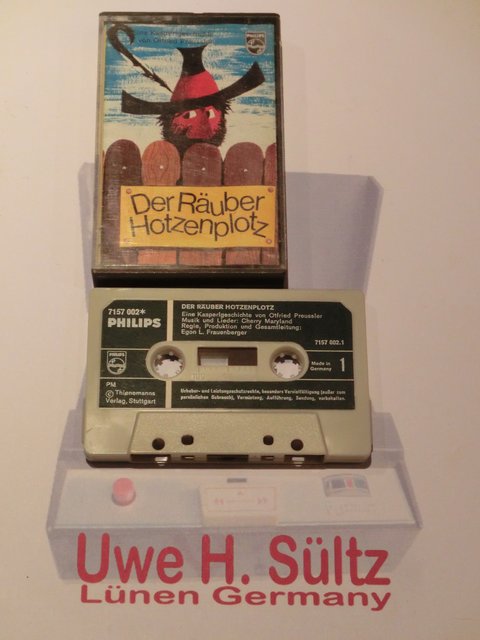 Eine Kasperlgeschichte
von Otfried Preussler
PHILIPS
Der Räuber
Hotzenplotz
7157 002*
PHILIPS
DER RÄUBER HOTZENPLOTZ
Eine Kasperlgeschichte von Otfried Preussler
Musik und Lieder: Cherry Maryland
Regie, Produktion und Gesamtleitung:
Egon L. Frauenberger
7157 002.1
PHILIPS
Made in
Germany
1
PM
© Thienemanns
Verlag, Stuttgart
Urheber- und Leistungsschutzrechte, besonders Vervielfältigung (außer zum
persönlichen Gebrauch), Vermietung, Aufführung, Sendung, vorbehalten.
Uwe H. Sültz
Lünen Germany